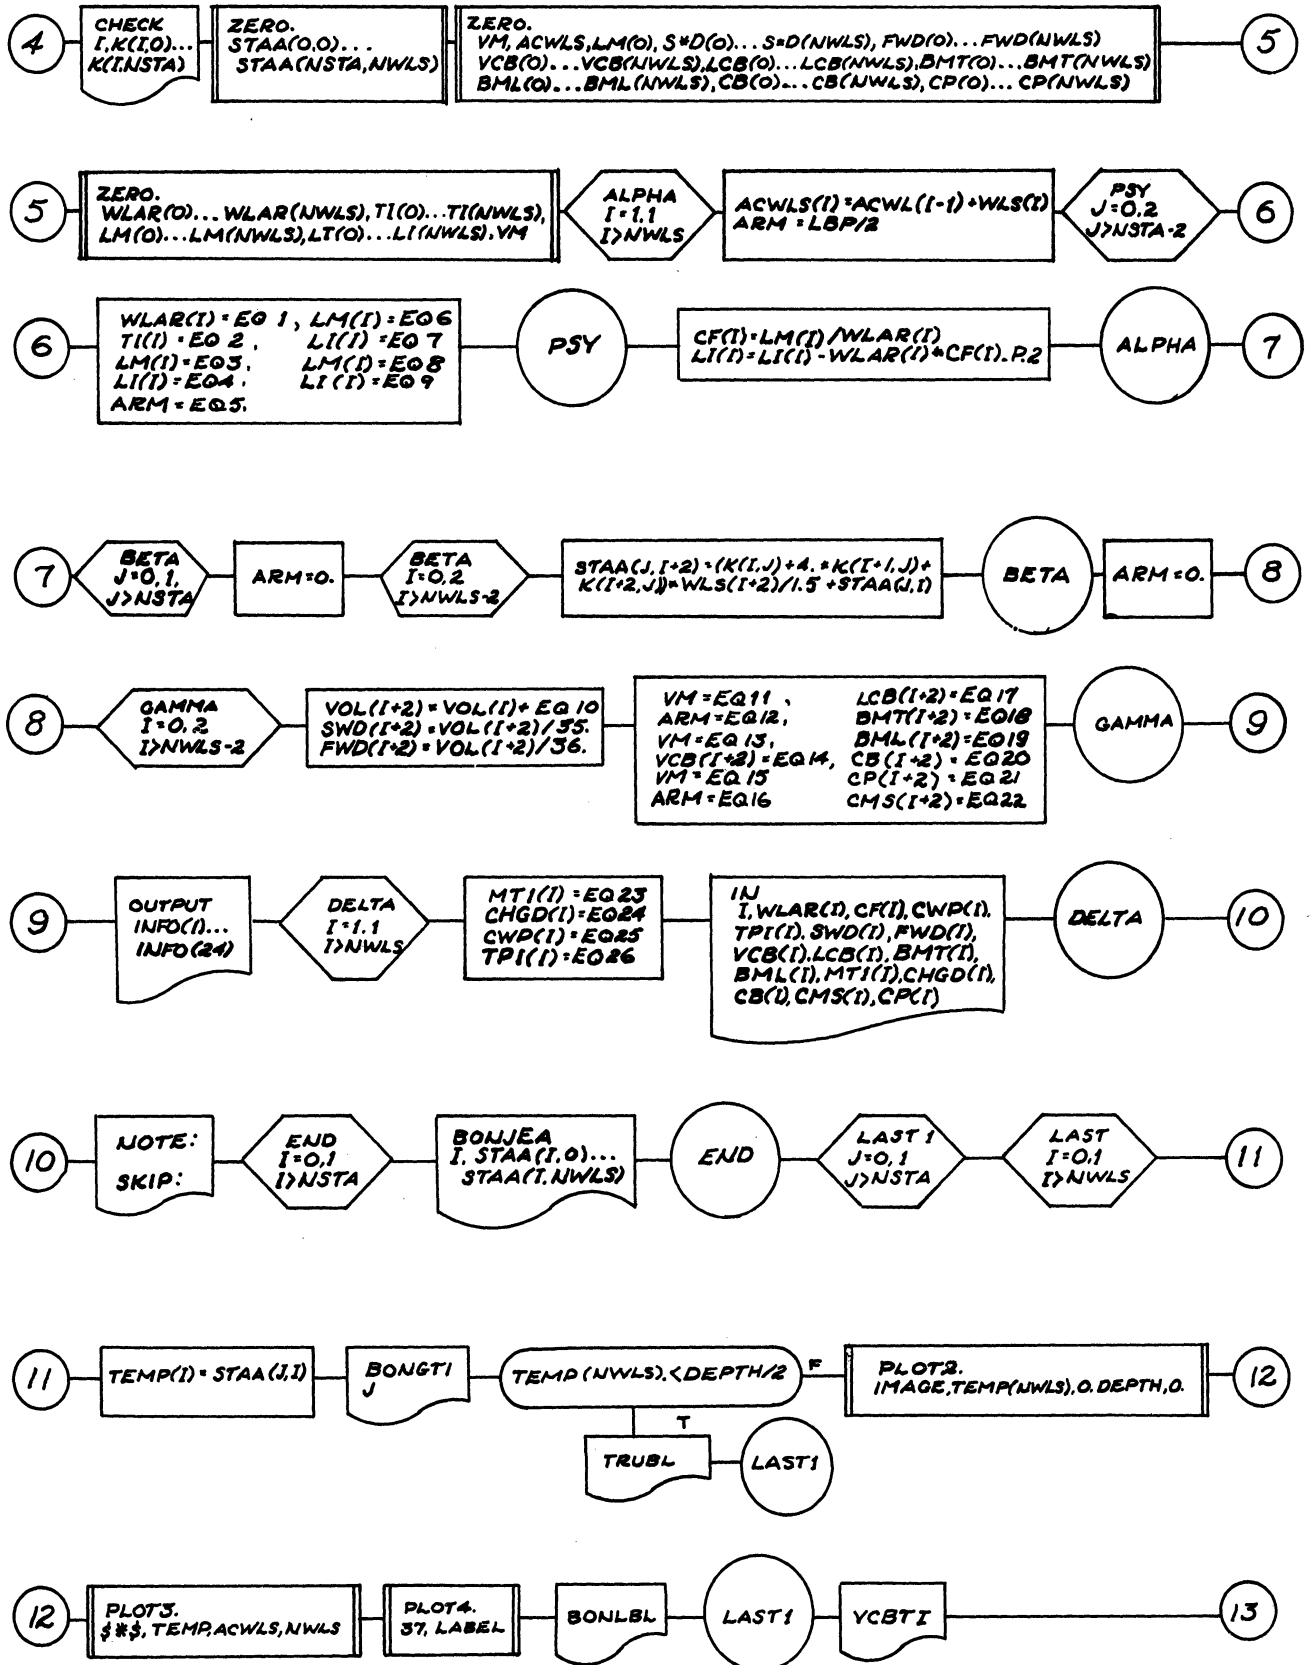 4
CHECK
I,K(I,0)...
K(I,NSTA)
ZERO.
STAA(0,0)...
STAA(NSTA,NWLS)
ZERO.
VM, ACWLS, LM(0), S*D(0)... S*D(NWLS), FWD(0)...FWD(NWLS)
VCB(0)...VCB(NWLS),LCB(0)...LCB(NWLS),BMT(0)...BMT(NWLS)
BML(0)...BML(NWLS),CB(0)...CB(NWLS),CP(0)...CP(NWLS)
5
5
ZERO.
WLAR(0)...WLAR(NWLS),TI(0)...TI(NWLS),
LM(0)...LM(NWLS),LT(0)...LI(NWLS).VM
ALPHA
I=1,1
I>NWLS
ACWLS(I)=ACWL(I-1)+WLS(I)
ARM = LBP/2
PSY
J=0,2
J>NSTA-2
6
6
WLAR(I)=EQ 1, LM(I)=EQ6
TI(I)=EQ 2, LI(I)=EQ 7
LM(I)=EQ3, LM(I)=EQ8
LI(I)=EQ4, LI(I)=EQ9
ARM=EQ5.
PSY
CF(I)=LM(I)/WLAR(I)
LI(I)=LI(I)-WLAR(I)*CF(I).P.2
ALPHA
7
7
BETA
J=0,1,
J>NSTA
ARM=0.
BETA
I=0,2
I>NWLS-2
STAA(J,I+2)=(K(I,J)+4.*K(I+1,J)+
K(I+2,J))*WLS(I+2)/1.5+STAA(J,I)
BETA
ARM=0.
8
8
GAMMA
I=0,2
I>NWLS-2
VOL(I+2)=VOL(I)+ EQ 10
SWD(I+2)=VOL(I+2)/35.
FWD(I+2)=VOL(I+2)/36.
VM=EQ11, LCB(I+2)=EQ17
ARM=EQ12, BMT(I+2)=EQ18
VM=EQ13, BML(I+2)=EQ19
VCB(I+2)=EQ14, CB(I+2)=EQ20
VM=EQ15 CP(I+2)=EQ21
ARM=EQ16 CMS(I+2)=EQ22
GAMMA
9
9
OUTPUT
INFO(1)...
INFO(24)
DELTA
I=1.1
I>NWLS
MT1(I)=EQ23
CHGD(I)=EQ24
CWP(I)=EQ25
TPI(I)=EQ26
IN
I,WLAR(I),CF(I),CWP(I).
TPI(I).SWD(I),FWD(I),
VCB(I).LCB(I),BMT(I),
BML(I),MT1(I),CHGD(I),
CB(I),CMS(I),CP(I)
DELTA
10
10
NOTE:
SKIP:
END
I=0,1
I>NSTA
BONJEA
I, STAA(I,0)...
STAA(I,NWLS)
END
LAST 1
J=0,1
J>NSTA
LAST
I=0,1
I>NWLS
11
11
TEMP(I)=STAA(J,I)
BONGTI
J
TEMP(NWLS).<DEPTH/2
F
PLOT2.
IMAGE,TEMP(NWLS),0.DEPTH,0.
12
T
TRUBL
LAST1
12
PLOT3.
$*$, TEMP,ACWLS,NWLS
PLOT4.
37, LABEL
BONLBL
LAST1
VCBTI
13